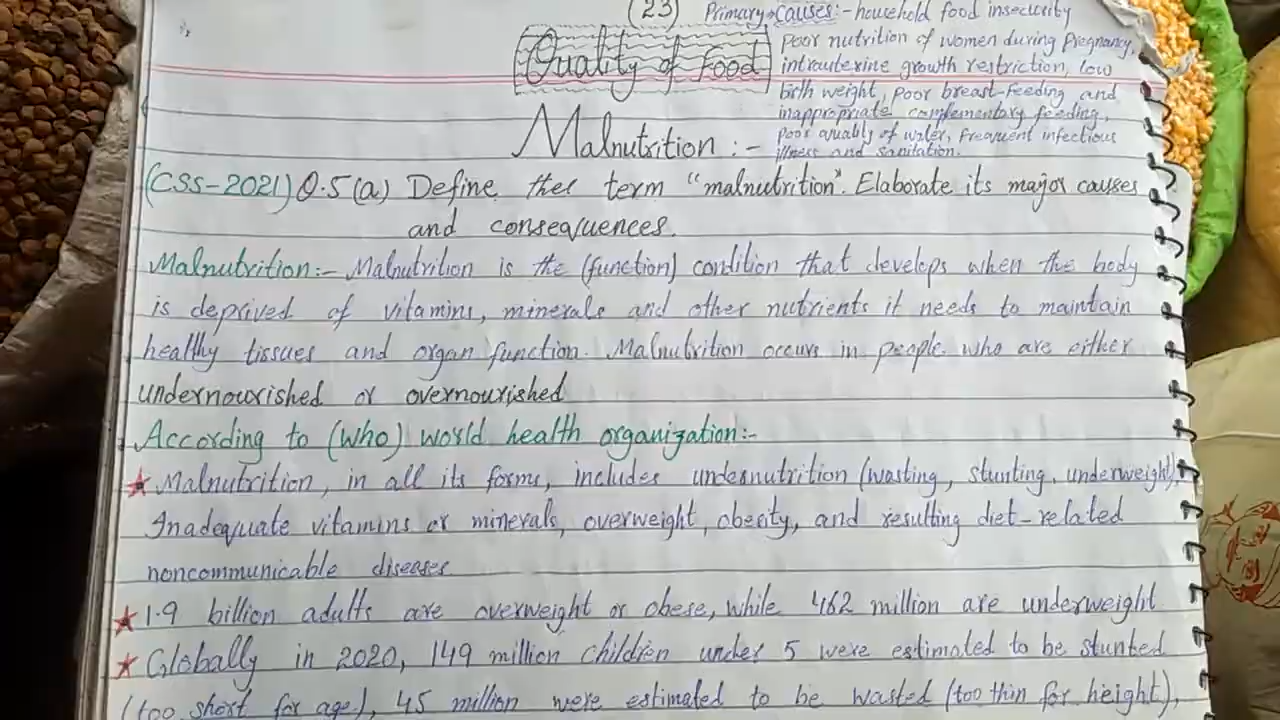 (23)
Primary causes:- household food insecurity
Poor nutrition of women during Pregnancy,
intrauterine growth restriction, low
birth weight, poor breast-feeding and
inappropriate complementary feeding,
poor quality of water, frequent infectious
illness and sanitation.
Quality of Food
Malnutrition :-
(CSS-2021) Q.5(a) Define thee term "malnutrition". Elaborate its major causes
and consequences.
Malnutrition:- Malnutrition is the (function) condition that develops when the body
is deprived of vitamins, minerals and other nutrients it needs to maintain
healthy tissues and organ function. Malnutrition occurs in people who are either
undernourished or overnourished
According to (WHO) world health organization:-
Malnutrition, in all its forms, includes undernutrition (wasting, stunting, underweight),
Inadequate vitamins or minerals, overweight, obesity, and resulting diet-related
noncommunicable diseases
1.9 billion adults are overweight or obese, while 462 million are underweight
Globally in 2020, 149 million children under 5 were estimated to be stunted
(too short for age), 45 million were estimated to be wasted (too thin for height),